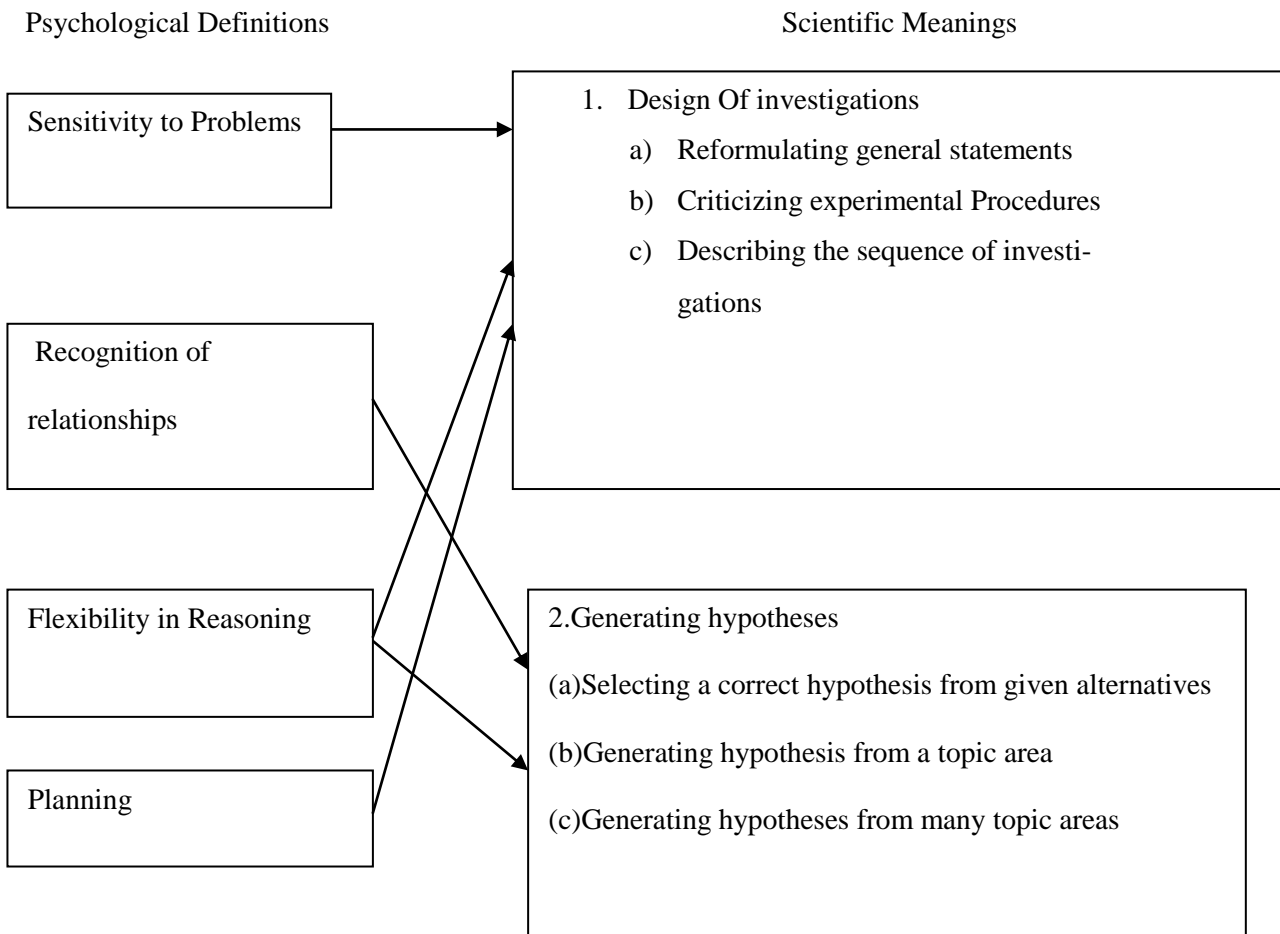 Psychological Definitions
Scientific Meanings
Sensitivity to Problems
Recognition of
relationships
Flexibility in Reasoning
Planning
1. Design Of investigations
a) Reformulating general statements
b) Criticizing experimental Procedures
c) Describing the sequence of investi-
gations
2.Generating hypotheses
(a)Selecting a correct hypothesis from given alternatives
(b)Generating hypothesis from a topic area
(c)Generating hypotheses from many topic areas